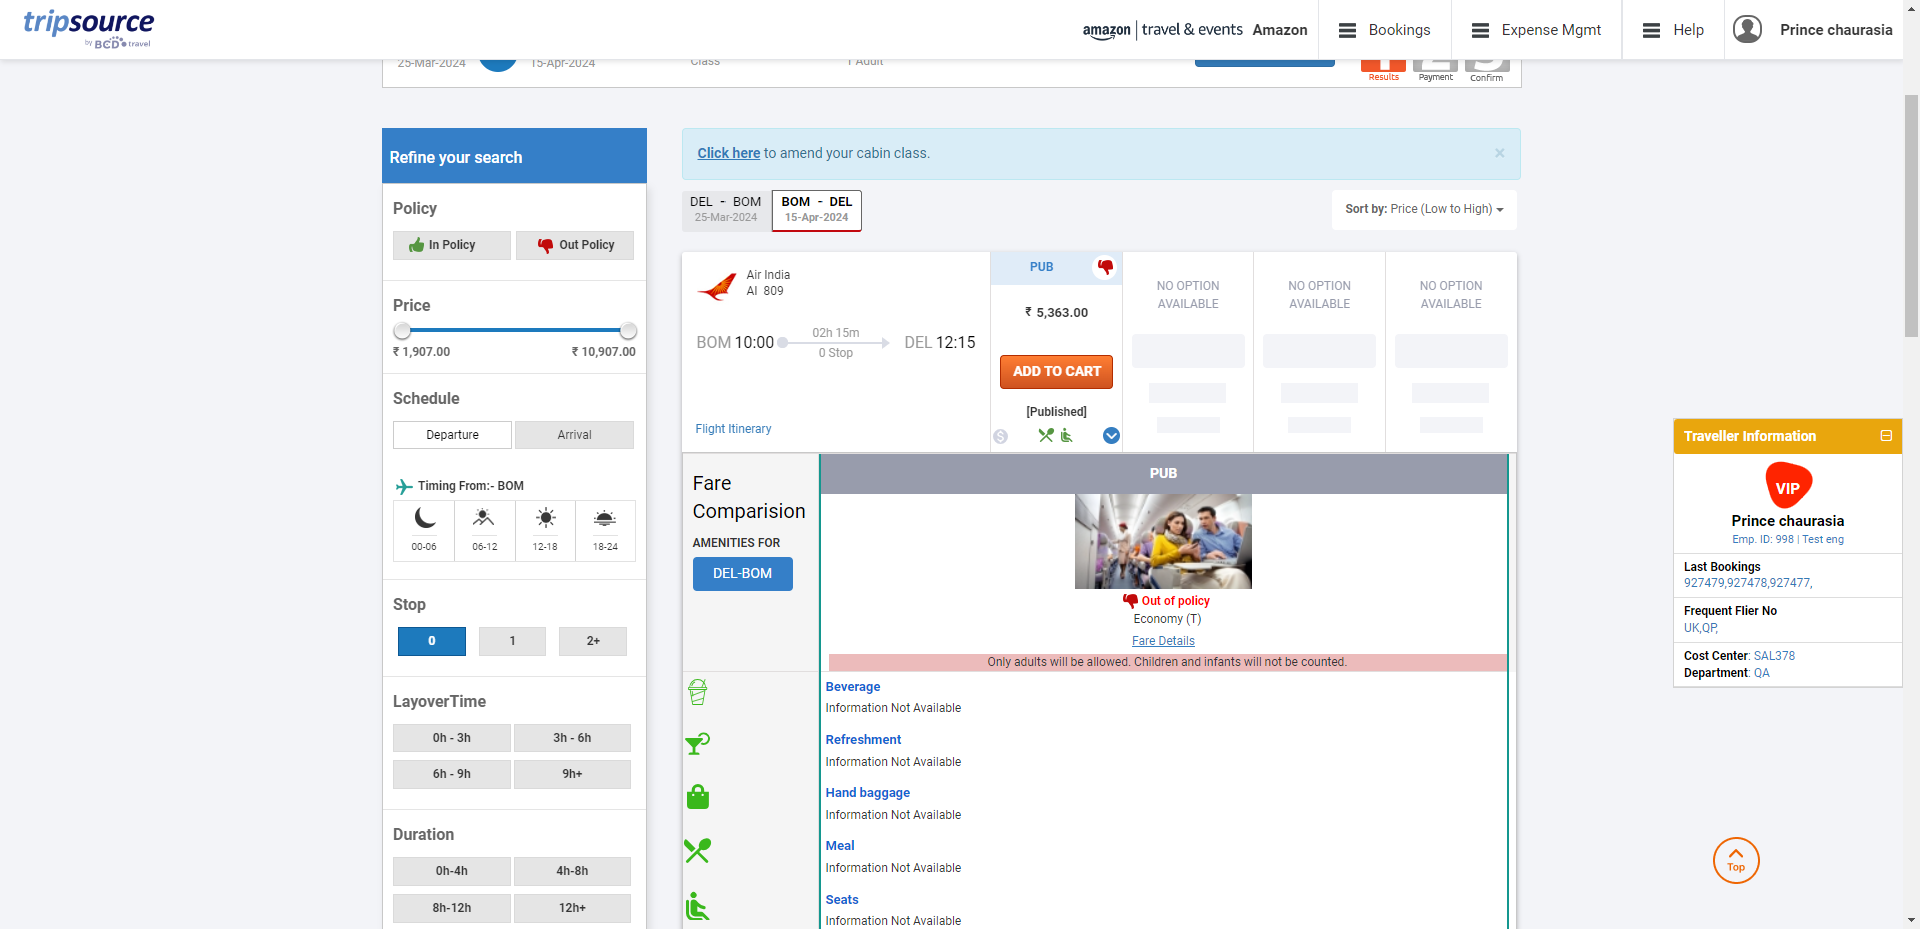 tripsource
by BCD travel
amazon | travel & events Amazon
Bookings
Expense Mgmt
Help
Prince chaurasia
25-Mar-2024
15-Apr-2024
Class
1 Adult
Results
Payment
Confirm
Refine your search
Policy
In Policy
Out Policy
Price
₹ 1,907.00
₹ 10,907.00
Schedule
Departure
Arrival
Timing From:- BOM
00-06
06-12
12-18
18-24
Stop
0
1
2+
LayoverTime
0h - 3h
3h - 6h
6h - 9h
9h+
Duration
0h-4h
4h-8h
8h-12h
12h+
Click here to amend your cabin class.
×
DEL - BOM
25-Mar-2024
BOM - DEL
15-Apr-2024
Sort by: Price (Low to High)
Air India
AI 809
BOM 10:00
02h 15m
0 Stop
DEL 12:15
Flight Itinerary
PUB
₹ 5,363.00
ADD TO CART
[Published]
NO OPTION
AVAILABLE
NO OPTION
AVAILABLE
NO OPTION
AVAILABLE
Fare
Comparision
AMENITIES FOR
DEL-BOM
PUB
Out of policy
Economy (T)
Fare Details
Only adults will be allowed. Children and infants will not be counted.
Beverage
Information Not Available
Refreshment
Information Not Available
Hand baggage
Information Not Available
Meal
Information Not Available
Seats
Information Not Available
Traveller Information
VIP
Prince chaurasia
Emp. ID: 998 | Test eng
Last Bookings
927479,927478,927477,
Frequent Flier No
UK,QP,
Cost Center: SAL378
Department: QA
Top